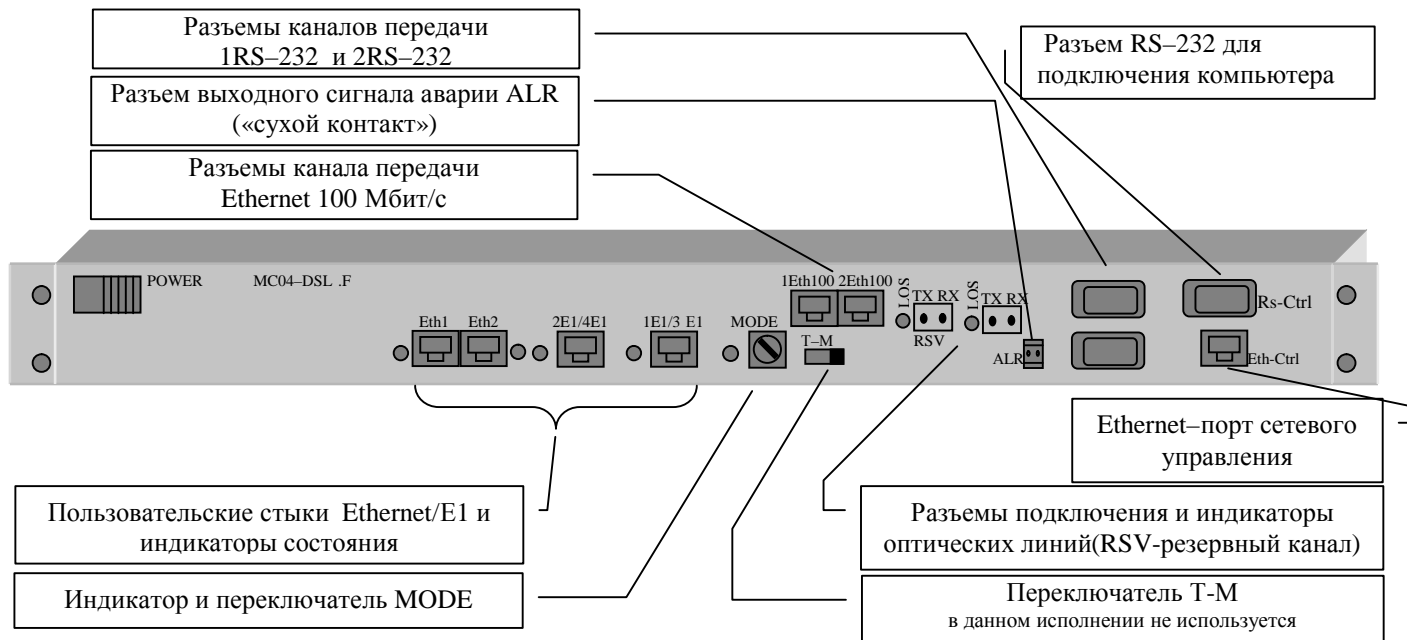 Разъемы каналов передачи
1RS–232 и 2RS–232
Разъем RS–232 для
подключения компьютера
Разъем выходного сигнала аварии ALR
(«сухой контакт»)
Разъемы канала передачи
Ethernet 100 Мбит/с
POWER
MC04–DSL .F
1Eth100 2Eth100
LOS
TX RX
LOS
TX RX
Rs-Ctrl
Eth1
Eth2
2E1/4E1
1E1/3 E1
MODE
T–M
RSV
ALR
Eth-Ctrl
Ethernet–порт сетевого
управления
Пользовательские стыки Ethernet/E1 и
индикаторы состояния
Разъемы подключения и индикаторы
оптических линий(RSV-резервный канал)
Индикатор и переключатель MODE
Переключатель T-M
в данном исполнении не используется